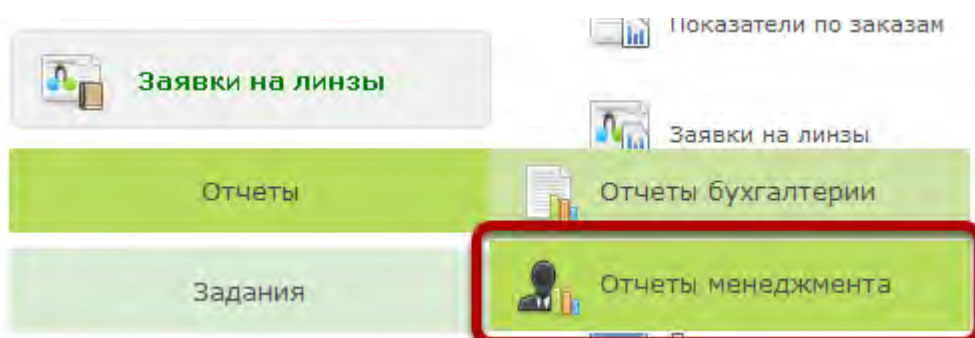 Показатели по заказам
Заявки на линзы
Заявки на линзы
Отчеты
Отчеты бухгалтерии
Задания
Отчеты менеджмента